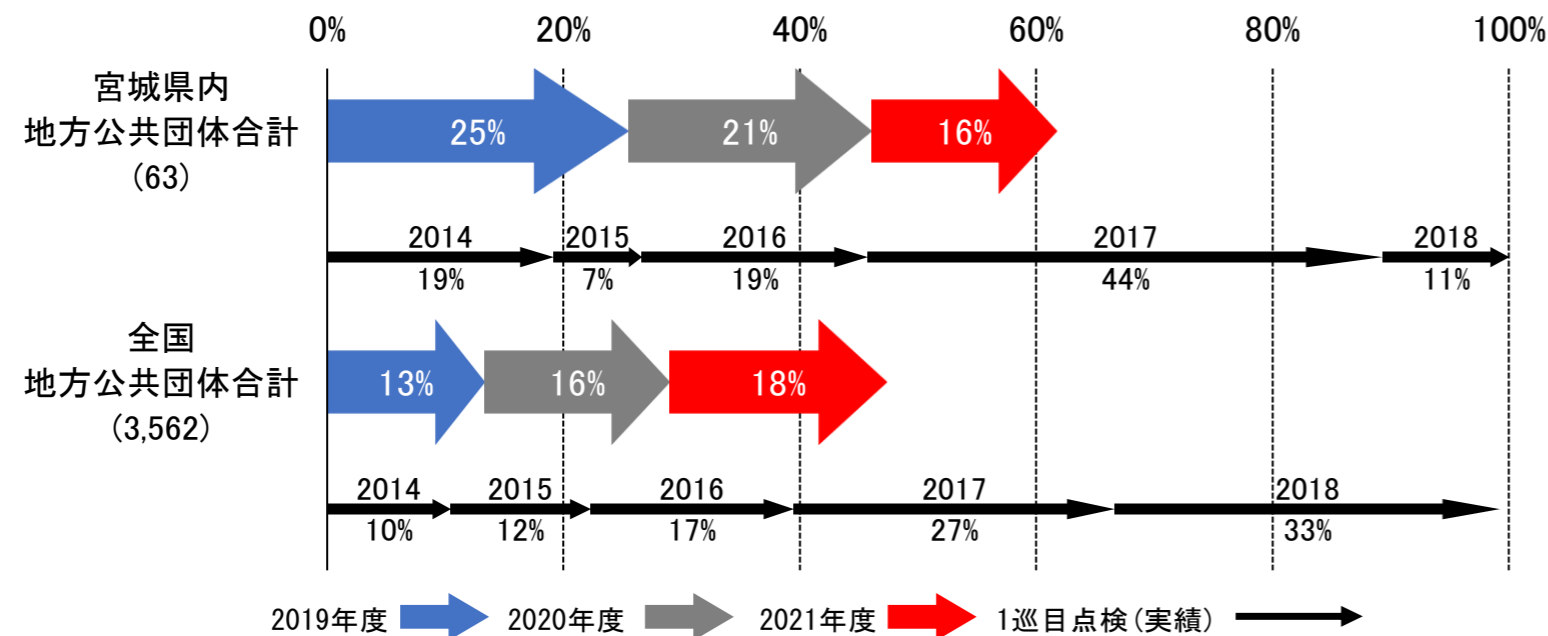 0% 20% 40% 60% 80% 100%
宮城県内
地方公共団体合計
(63)
25% 21% 16%
2014 2015 2016 2017 2018
19% 7% 19% 44% 11%
全国
地方公共団体合計
(3,562)
13% 16% 18%
2014 2015 2016 2017 2018
10% 12% 17% 27% 33%
2019年度 2020年度 2021年度 1巡目点検(実績)